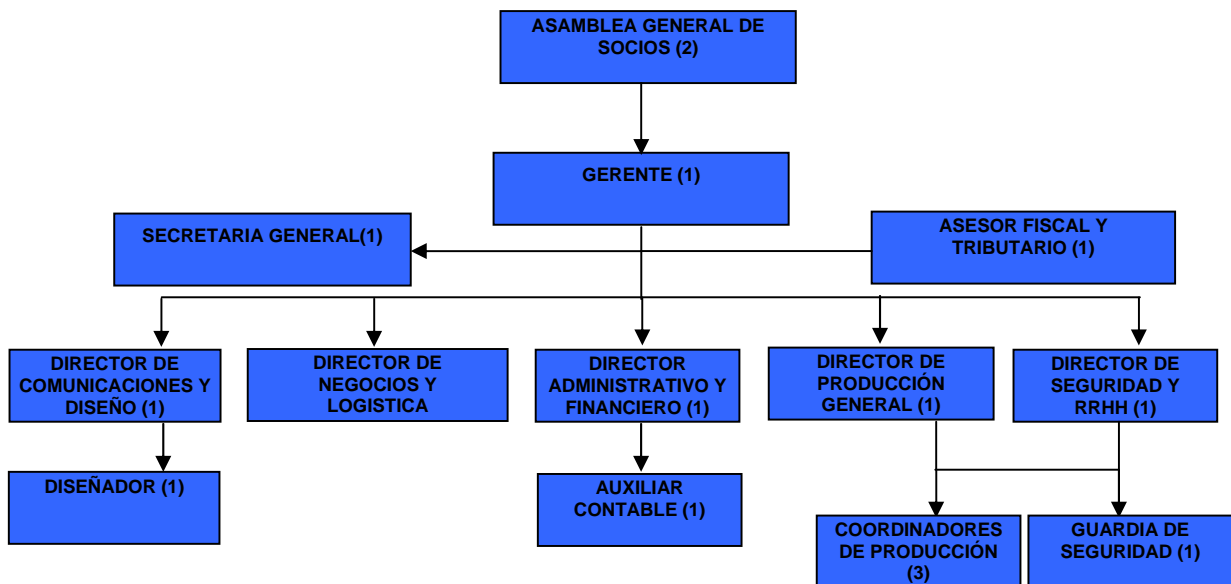 ASAMBLEA GENERAL DE
SOCIOS (2)
GERENTE (1)
SECRETARIA GENERAL(1)
ASESOR FISCAL Y
TRIBUTARIO (1)
DIRECTOR DE
COMUNICACIONES Y
DISEÑO (1)
DIRECTOR DE
NEGOCIOS Y
LOGISTICA
DIRECTOR
ADMINISTRATIVO Y
FINANCIERO (1)
DIRECTOR DE
PRODUCCIÓN
GENERAL (1)
DIRECTOR DE
SEGURIDAD Y
RRHH (1)
DISEÑADOR (1)
AUXILIAR
CONTABLE (1)
COORDINADORES
DE PRODUCCIÓN
(3)
GUARDIA DE
SEGURIDAD (1)